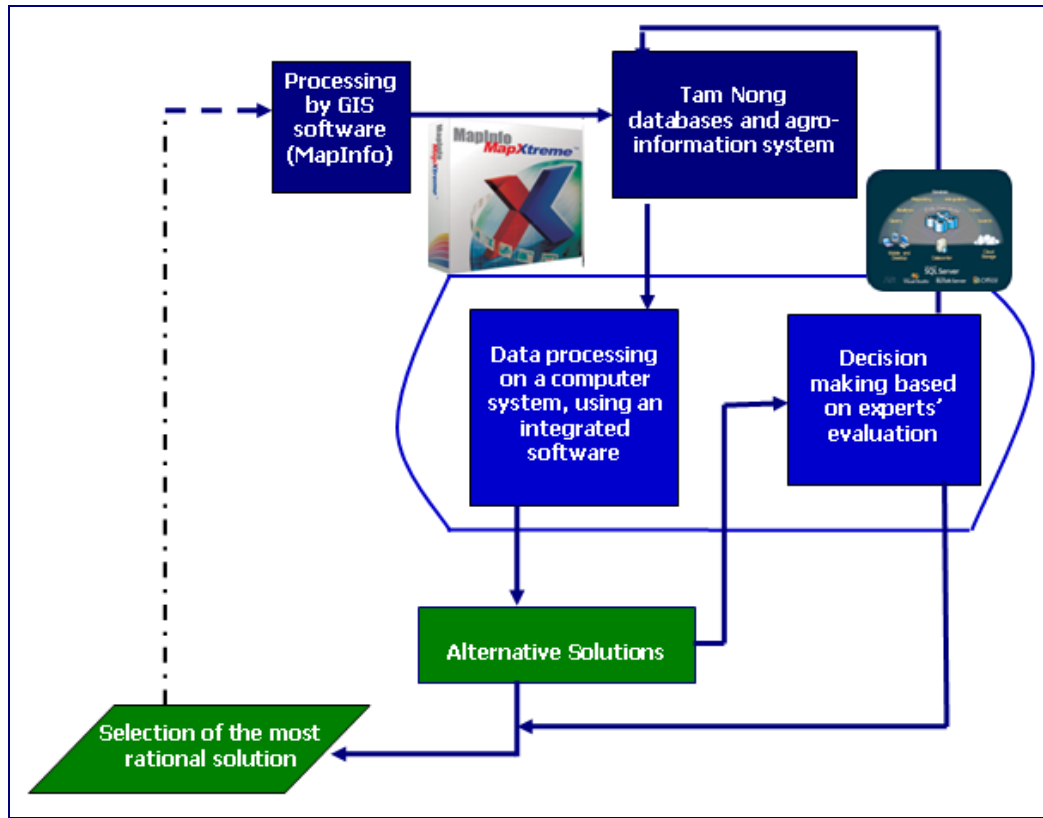 Processing
by GIS
software
(MapInfo)
Tam Nong
databases and agro-
information system
MapInfo
MapXtreme
SQL Server
Data processing
on a computer
system, using an
integrated
software
Decision
making based
on experts’
evaluation
Alternative Solutions
Selection of the most
rational solution